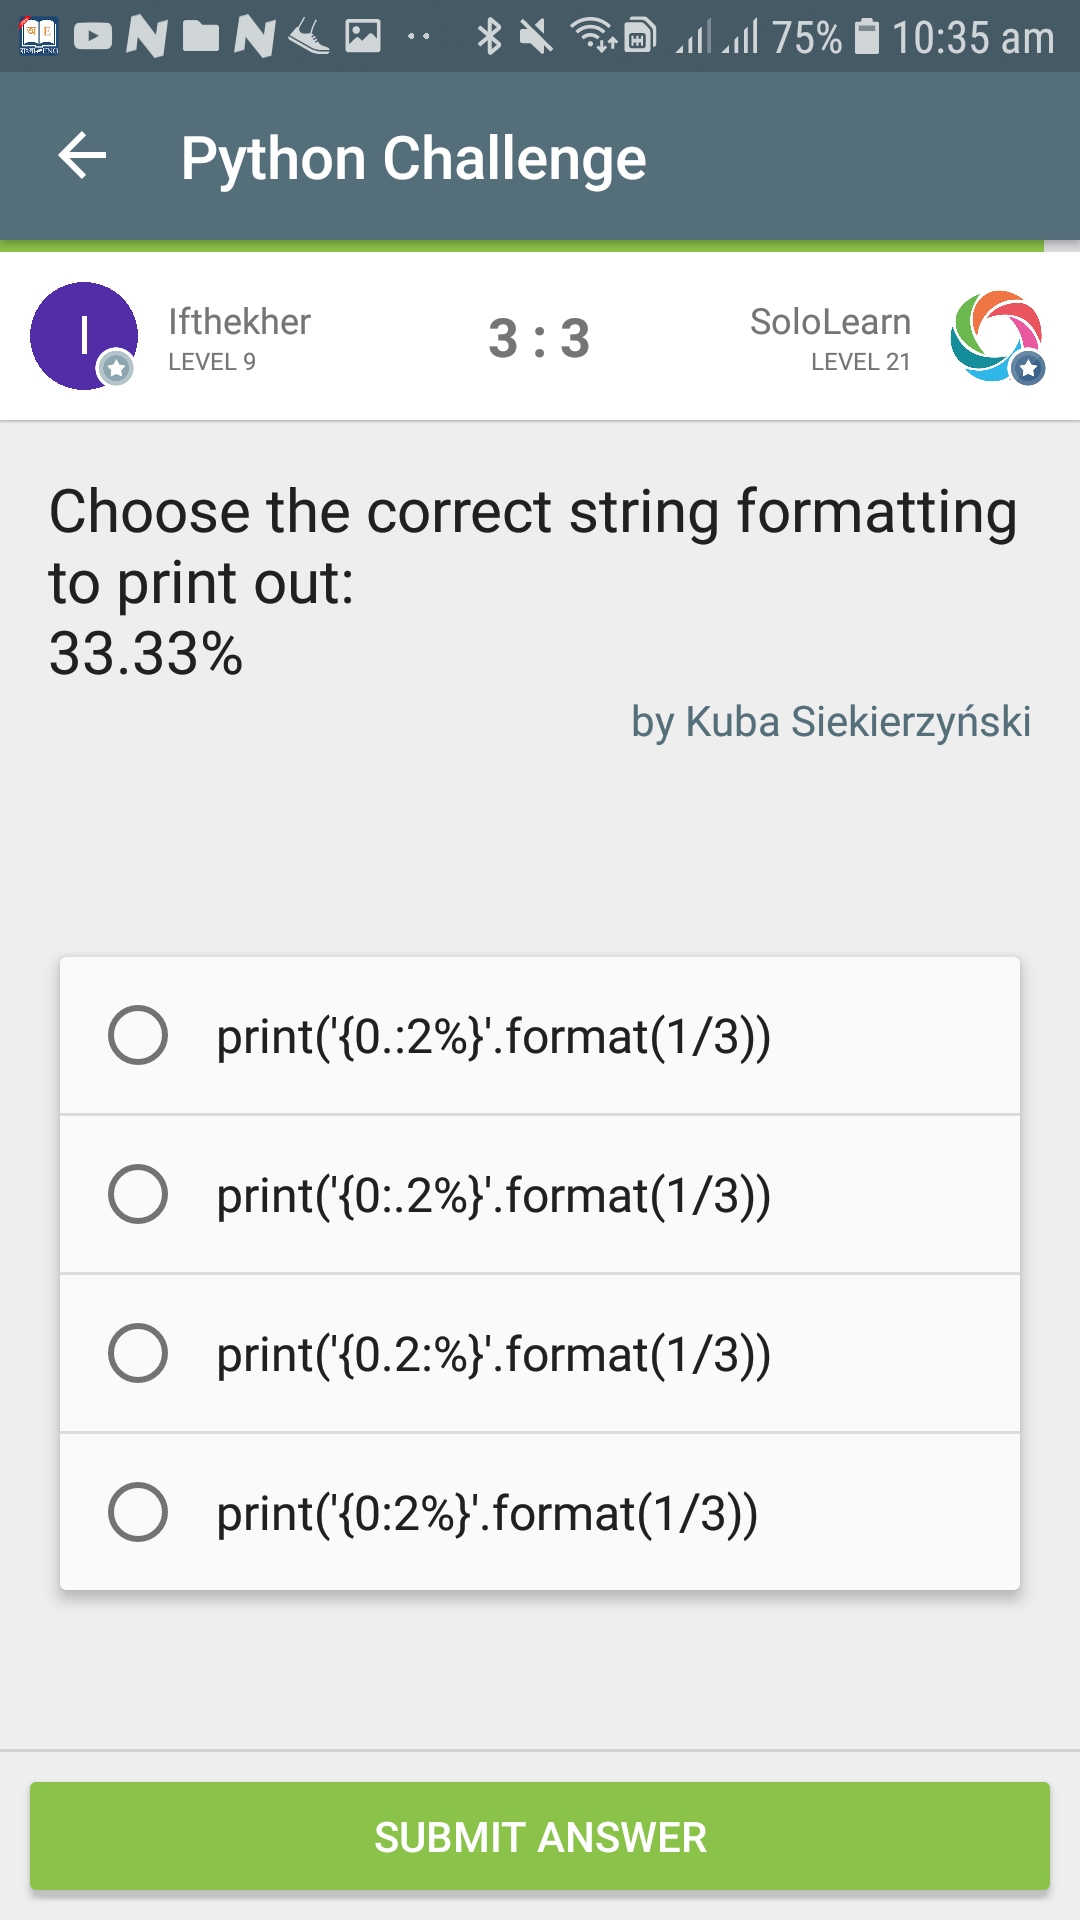 75% 10:35 am
Python Challenge
I
Ifthekher
LEVEL 9
3 : 3
SoloLearn
LEVEL 21
Choose the correct string formatting
to print out:
33.33%
by Kuba Siekierzyński
print('{0.:2%}'.format(1/3))
print('{0:.2%}'.format(1/3))
print('{0.2:%}'.format(1/3))
print('{0:2%}'.format(1/3))
SUBMIT ANSWER